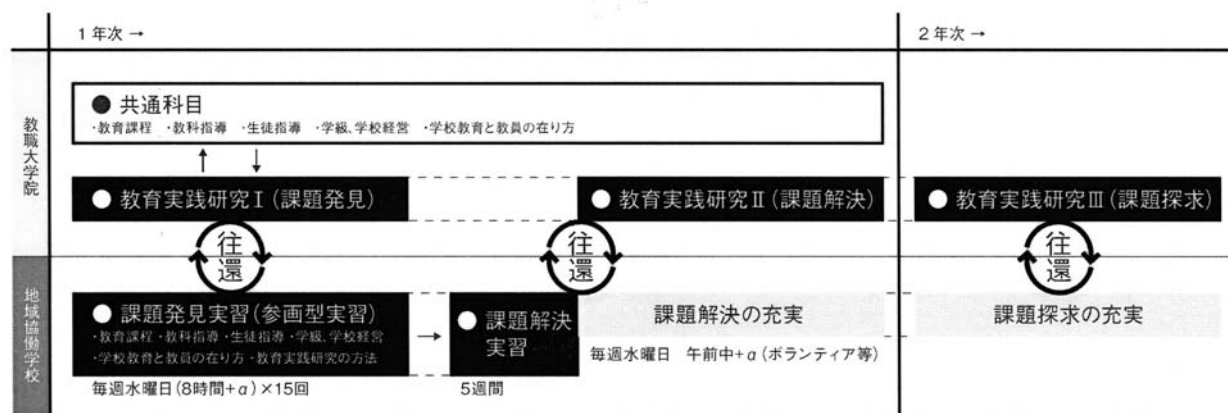 1年次→
2年次→
教職大学院
● 共通科目
・教育課程 ・教科指導 ・生徒指導 ・学級、学校経営 ・学校教育と教員の在り方
↑ ↓
● 教育実践研究Ⅰ(課題発見)
● 教育実践研究Ⅱ(課題解決)
● 教育実践研究Ⅲ(課題探求)
往還
往還
往還
地域協働学校
● 課題発見実習(参画型実習)
・教育課程 ・教科指導 ・生徒指導 ・学級、学校経営
・学校教育と教員の在り方 ・教育実践研究の方法
毎週水曜日(8時間+α)×15回
→
● 課題解決
実習
5週間
課題解決の充実
毎週水曜日 午前中+α(ボランティア等)
課題探求の充実